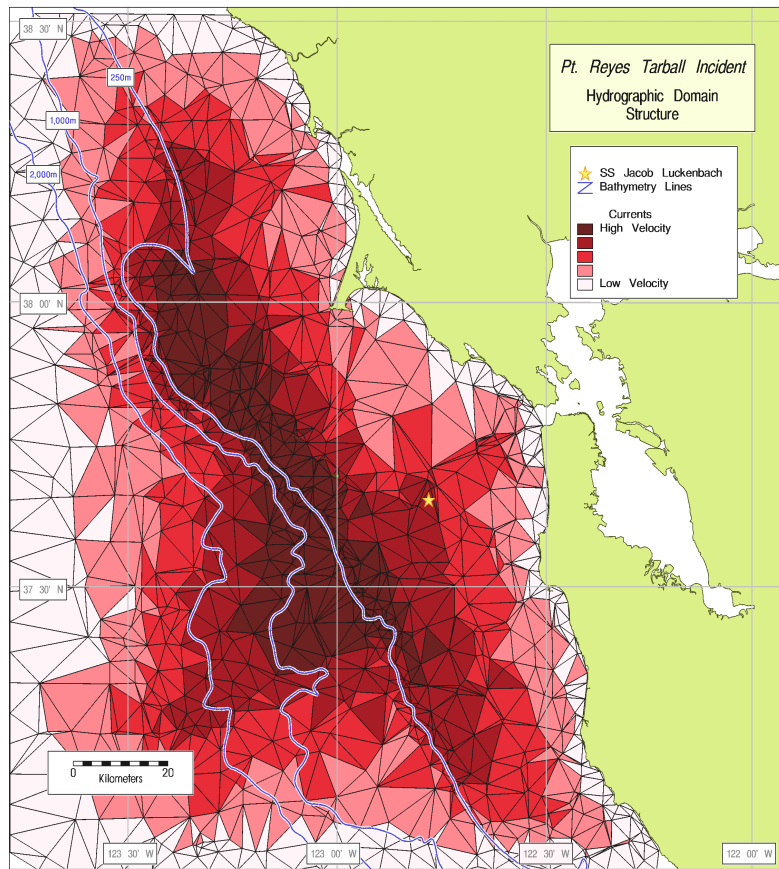 38 30' N
250m
Pt. Reyes Tarball Incident
Hydrographic Domain
Structure
1,000m
2,000m
SS Jacob Luckenbach
Bathymetry Lines
Currents
High Velocity
Low Velocity
38 00' N
37 30' N
0 20
Kilometers
123 30' W
123 00' W
122 30' W
122 00' W